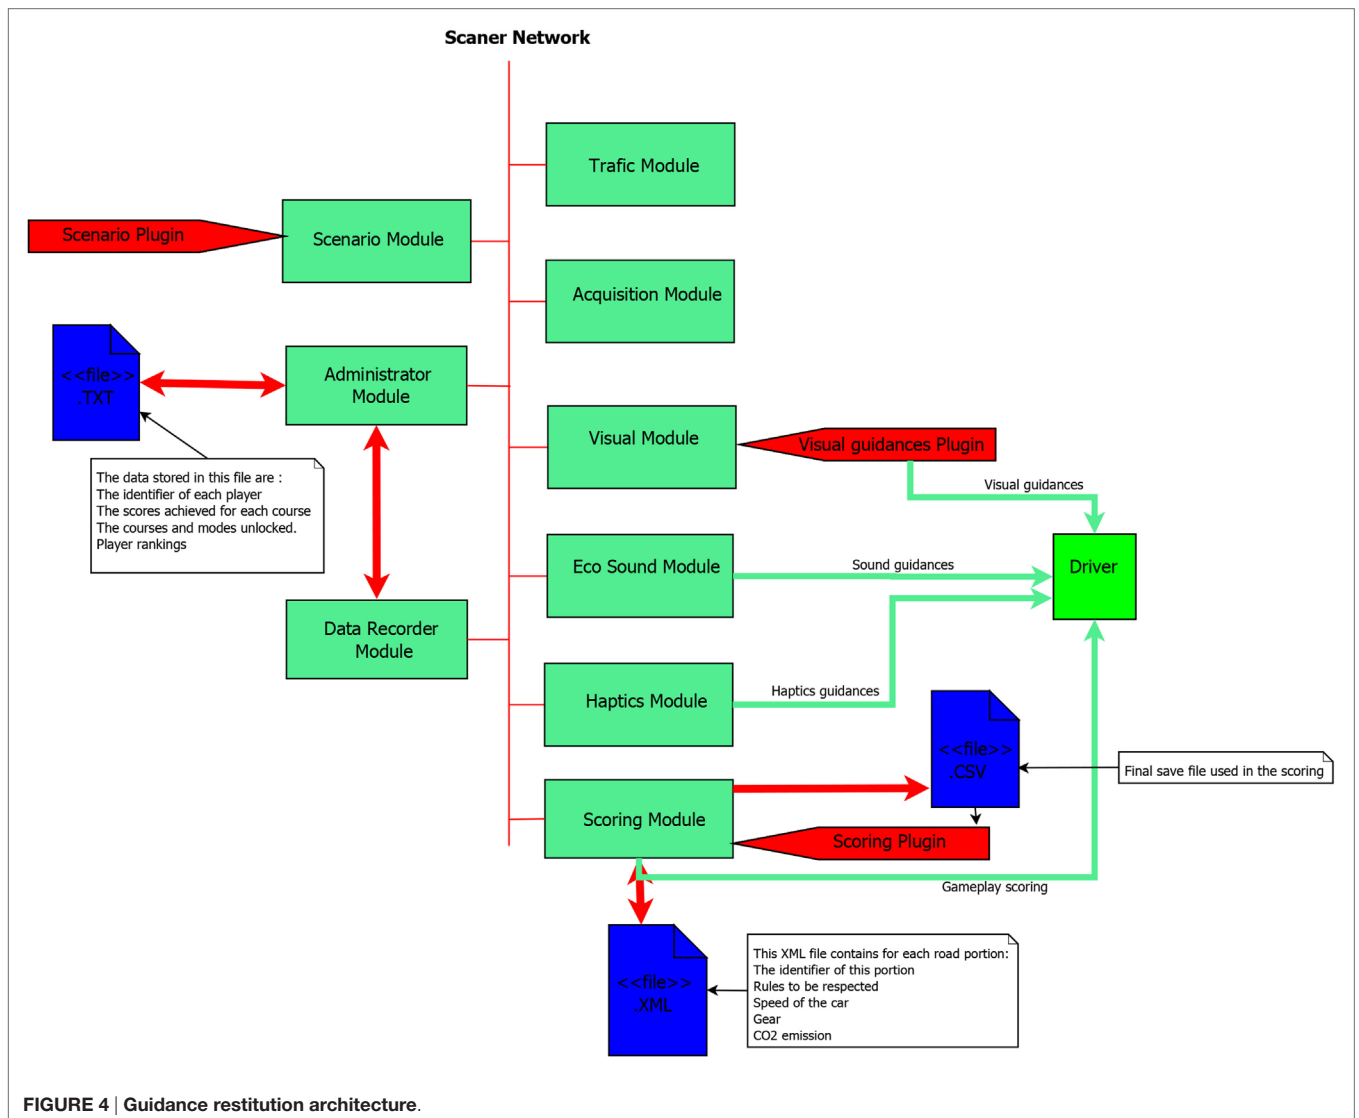 Scaner Network
Trafic Module
Scenario Plugin
Scenario Module
Acquisition Module
<<file>>
.TXT
Administrator
Module
Visual Module
Visual guidances Plugin
Visual guidances
The data stored in this file are :
The identifier of each player
The scores achieved for each course
The courses and modes unlocked.
Player rankings
Eco Sound Module
Sound guidances
Driver
Data Recorder
Module
Haptics Module
Haptics guidances
<<file>>
.CSV
Final save file used in the scoring
Scoring Module
Scoring Plugin
Gameplay scoring
<<file>>
.XML
This XML file contains for each road portion:
The identifier of this portion
Rules to be respected
Speed of the car
Gear
CO2 emission
FIGURE 4 | Guidance restitution architecture.